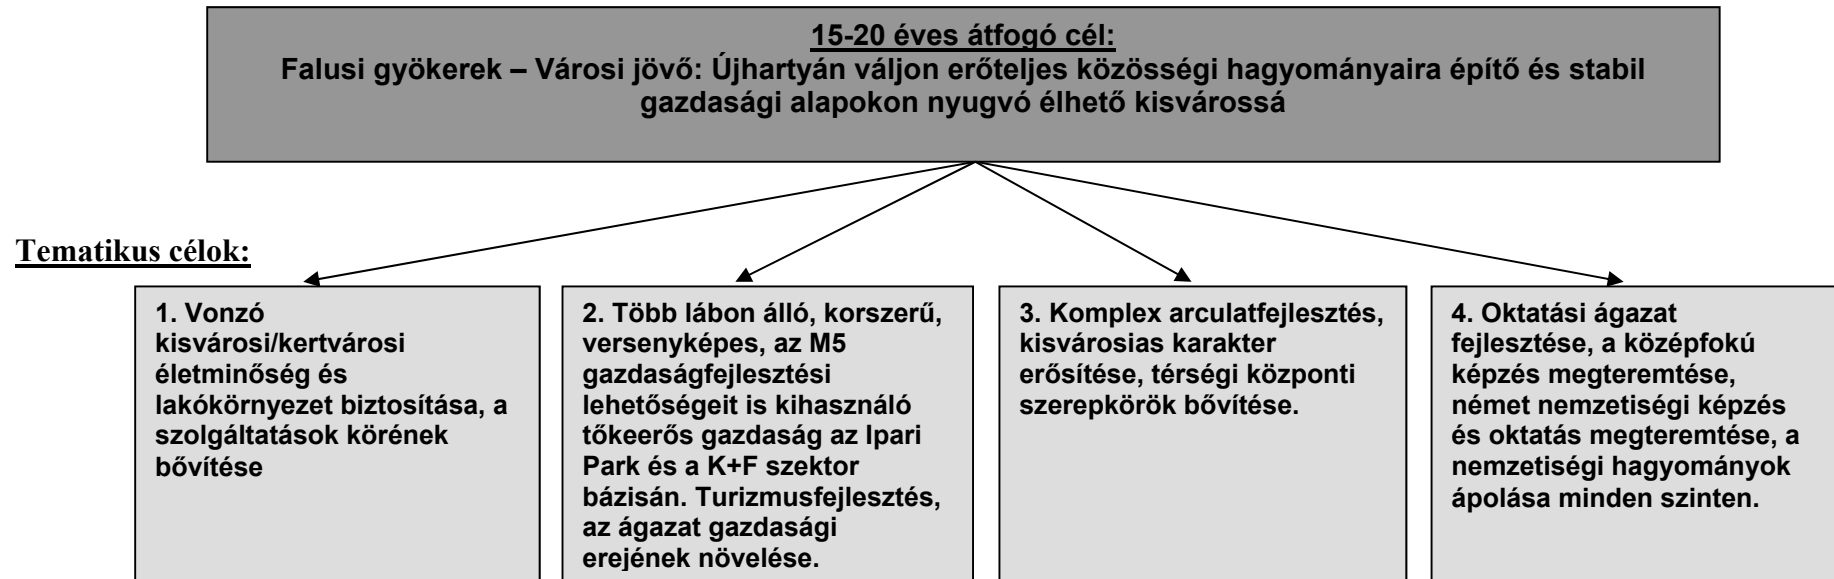 15-20 éves átfogó cél:
Falusi gyökerek – Városi jövő: Újhartyán váljon erőteljes közösségi hagyományaira építő és stabil
gazdasági alapokon nyugvó élhető kisvárossá
Tematikus célok:
1. Vonzó
kisvárosi/kertvárosi
életminőség és
lakókörnyezet biztosítása, a
szolgáltatások körének
bővítése
2. Több lábon álló, korszerű,
versenyképes, az M5
gazdaságfejlesztési
lehetőségeit is kihasználó
tőkeerős gazdaság az Ipari
Park és a K+F szektor
bázisán. Turizmusfejlesztés,
az ágazat gazdasági
erejének növelése.
3. Komplex arculatfejlesztés,
kisvárosias karakter
erősítése, térségi központi
szerepkörök bővítése.
4. Oktatási ágazat
fejlesztése, a középfokú
képzés megteremtése,
német nemzetiségi képzés
és oktatás megteremtése, a
nemzetiségi hagyományok
ápolása minden szinten.